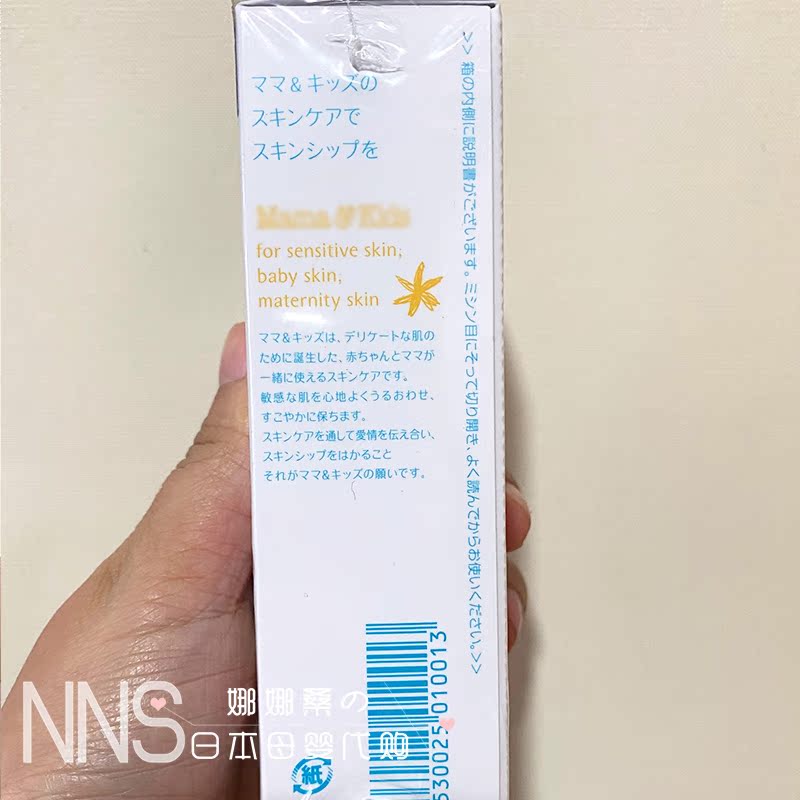 ママ&キッズの
スキンケアで
スキンシップを
Mama & Kids
for sensitive skin,
baby skin,
maternity skin
ママ&キッズは、デリケートな肌の
ために誕生した、赤ちゃんとママが
一緒に使えるスキンケアです。
敏感な肌を心地よくうるおわせ、
すこやかに保ちます。
スキンケアを通して愛情を伝え合い、
スキンシップをはかること
それがママ&キッズの願いです。
>> 箱の内側に説明書がございます。ミシン目にそって切り開き、よく読んでからお使いください。>>
530025 010013
紙
NNS
娜娜桑の
日本母婴代购